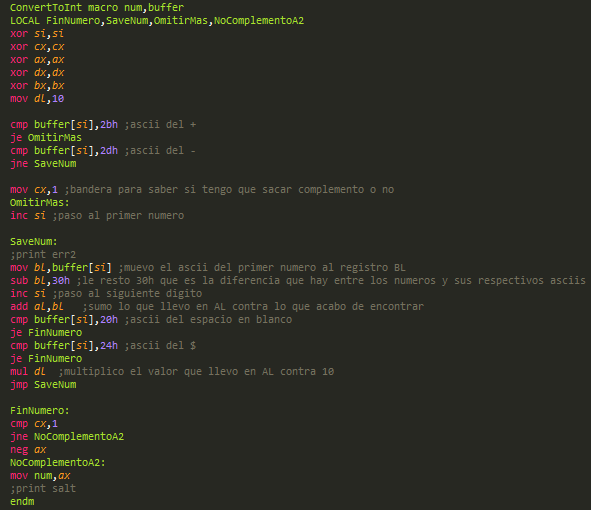 ConvertToInt macro num,buffer
LOCAL FinNumero,SaveNum,OmitirMas,NoComplementoA2
xor si,si
xor cx,cx
xor ax,ax
xor dx,dx
xor bx,bx
mov dl,10
cmp buffer[si],2bh ;ascii del +
je OmitirMas
cmp buffer[si],2dh ;ascii del -
jne SaveNum
mov cx,1 ;bandera para saber si tengo que sacar complemento o no
OmitirMas:
inc si ;paso al primer numero
SaveNum:
;print err2
mov bl,buffer[si] ;muevo el ascii del primer numero al registro BL
sub bl,30h ;le resto 30h que es la diferencia que hay entre los numeros y sus respectivos asciis
inc si ;paso al siguiente digito
add al,bl ;sumo lo que llevo en AL contra lo que acabo de encontrar
cmp buffer[si],20h ;ascii del espacio en blanco
je FinNumero
cmp buffer[si],24h ;ascii del $
je FinNumero
mul dl ;multiplico el valor que llevo en AL contra 10
jmp SaveNum
FinNumero:
cmp cx,1
jne NoComplementoA2
neg ax
NoComplementoA2:
mov num,ax
;print salt
endm